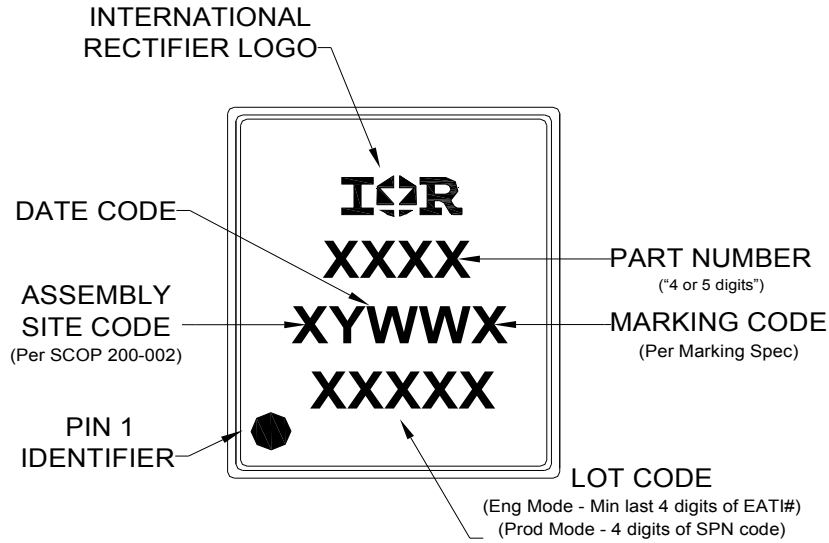 INTERNATIONAL
RECTIFIER LOGO
IOR
DATE CODE
XXXX
PART NUMBER
(“4 or 5 digits”)
ASSEMBLY
SITE CODE
(Per SCOP 200-002)
XYWWX
MARKING CODE
(Per Marking Spec)
XXXXX
PIN 1
IDENTIFIER
LOT CODE
(Eng Mode - Min last 4 digits of EATI#)
(Prod Mode - 4 digits of SPN code)